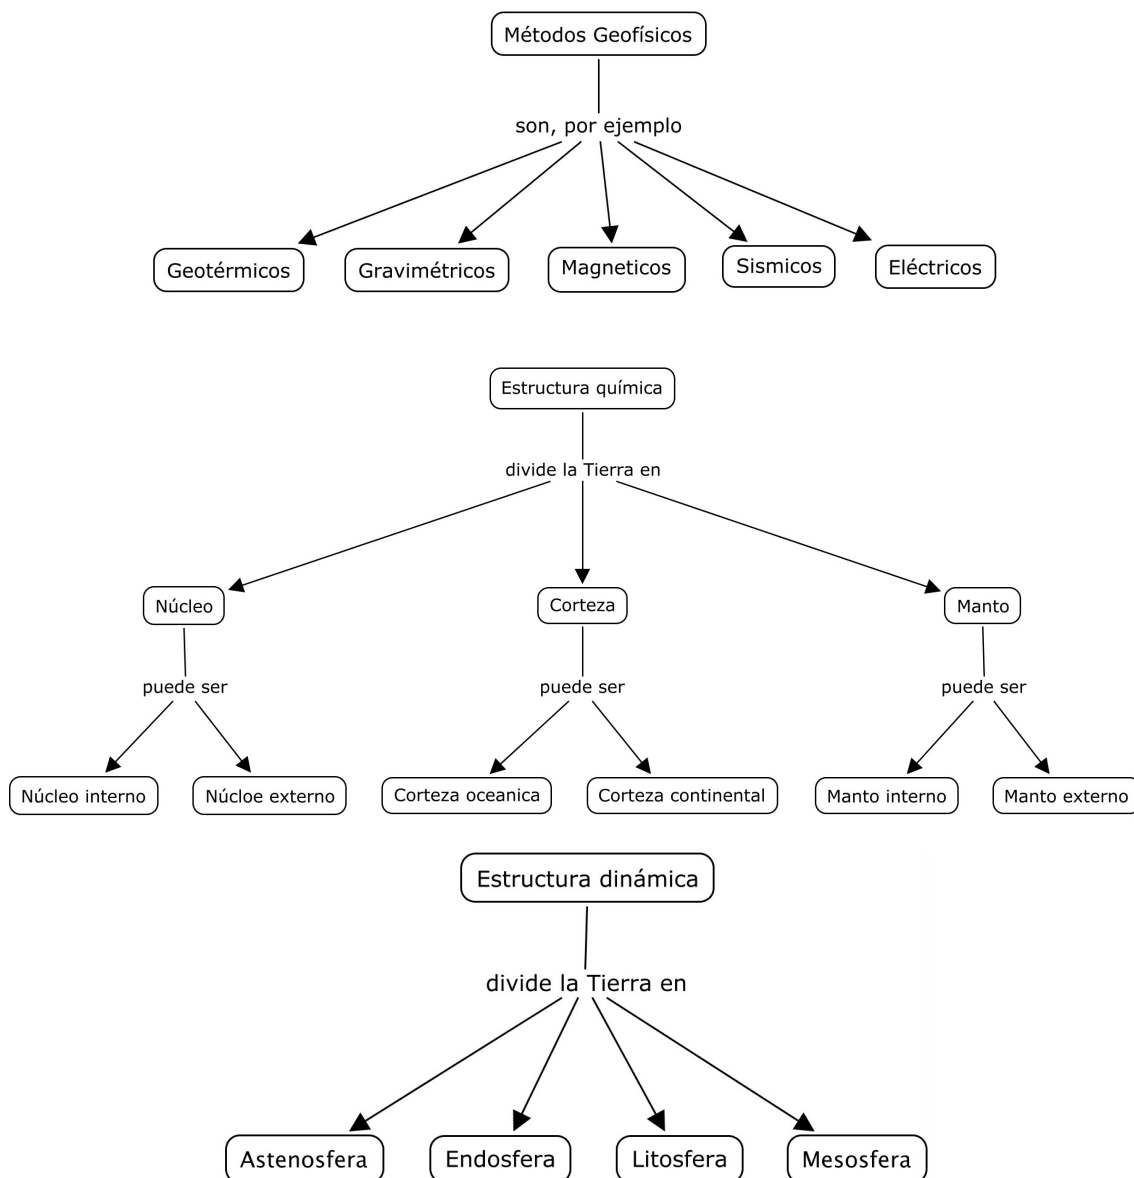 Métodos Geofísicos
son, por ejemplo
Geotérmicos
Gravimétricos
Magneticos
Sismicos
Eléctricos
Estructura química
divide la Tierra en
Núcleo
Corteza
Manto
puede ser
puede ser
puede ser
Núcleo interno
Núcloe externo
Corteza oceanica
Corteza continental
Manto interno
Manto externo
Estructura dinámica
divide la Tierra en
Astenosfera
Endosfera
Litosfera
Mesosfera